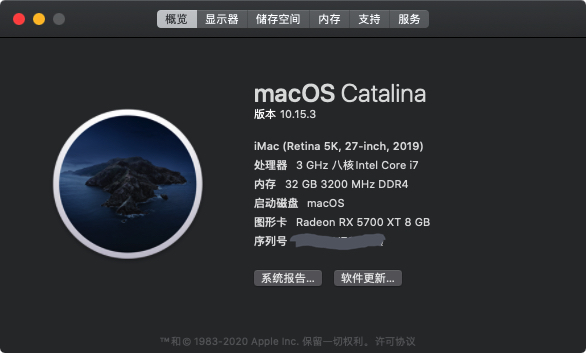 概览 显示器 储存空间 内存 支持 服务
macOS Catalina
版本 10.15.3
iMac (Retina 5K, 27-inch, 2019)
处理器 3 GHz 八核Intel Core i7
内存 32 GB 3200 MHz DDR4
启动磁盘 macOS
图形卡 Radeon RX 5700 XT 8 GB
序列号
系统报告... 软件更新...
™和© 1983-2020 Apple Inc. 保留一切权利。许可协议